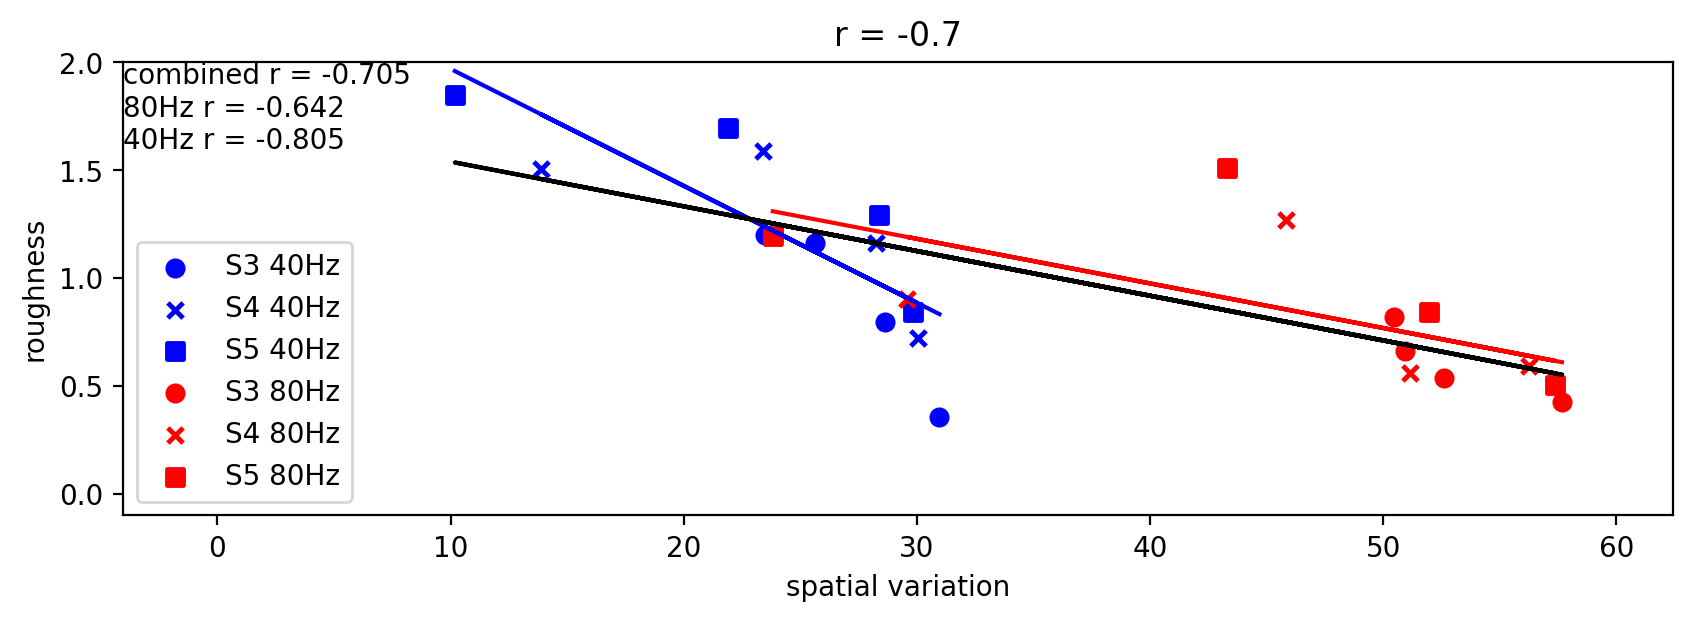 r = -0.7
combined r = -0.705
80Hz r = -0.642
40Hz r = -0.805
2.0
1.5
1.0
0.5
0.0
roughness
S3 40Hz
S4 40Hz
S5 40Hz
S3 80Hz
S4 80Hz
S5 80Hz
0 10 20 30 40 50 60
spatial variation